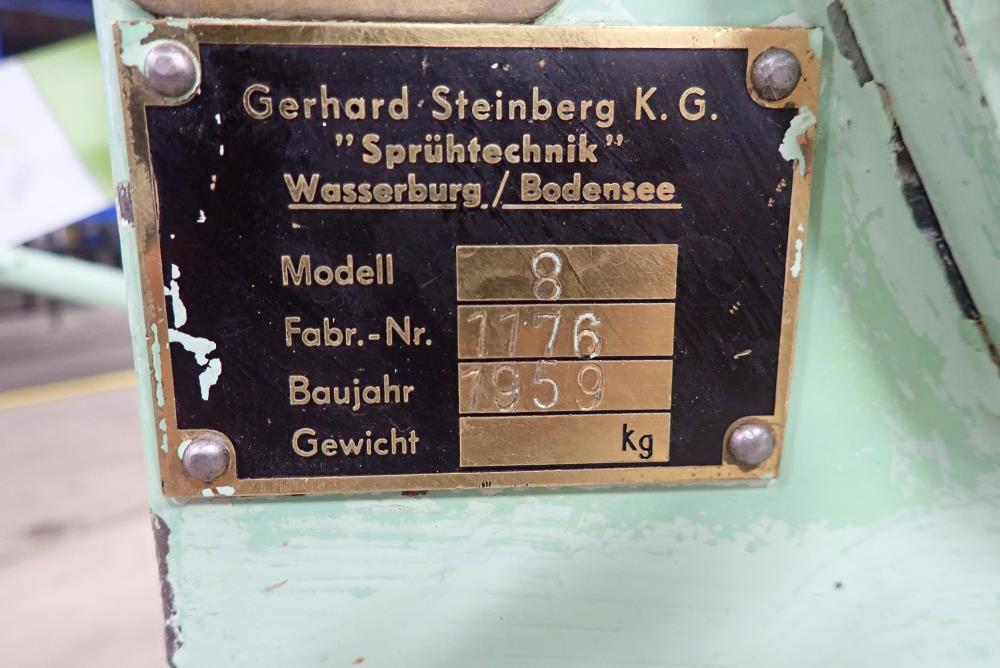 Gerhard Steinberg K. G.
"Sprühtechnik"
Wasserburg / Bodensee
Modell 8
Fabr.-Nr. 1176
Baujahr 1959
Gewicht kg